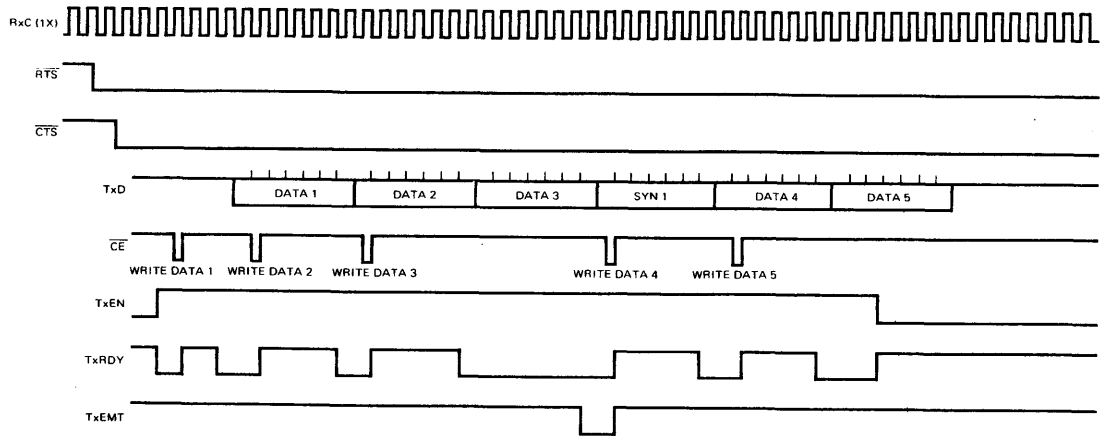 RxC (1X)
RTS
CTS
TxD
DATA 1 DATA 2 DATA 3 SYN 1 DATA 4 DATA 5
CE
WRITE DATA 1 WRITE DATA 2 WRITE DATA 3 WRITE DATA 4 WRITE DATA 5
TxEN
TxRDY
TxEMT